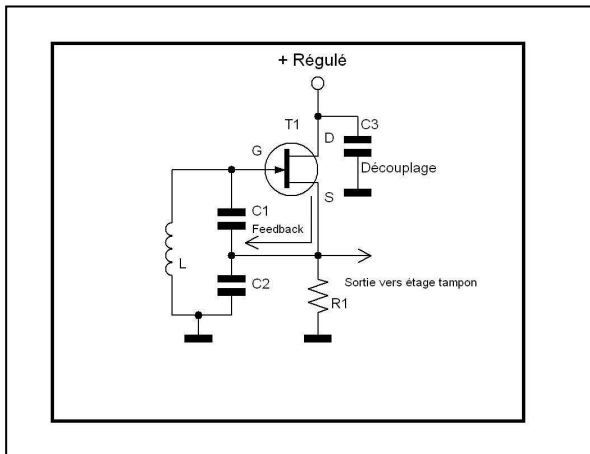 + Régulé
T1
D
C3
G
Découplage
S
C1
Feedback
L
C2
Sortie vers étage tampon
R1